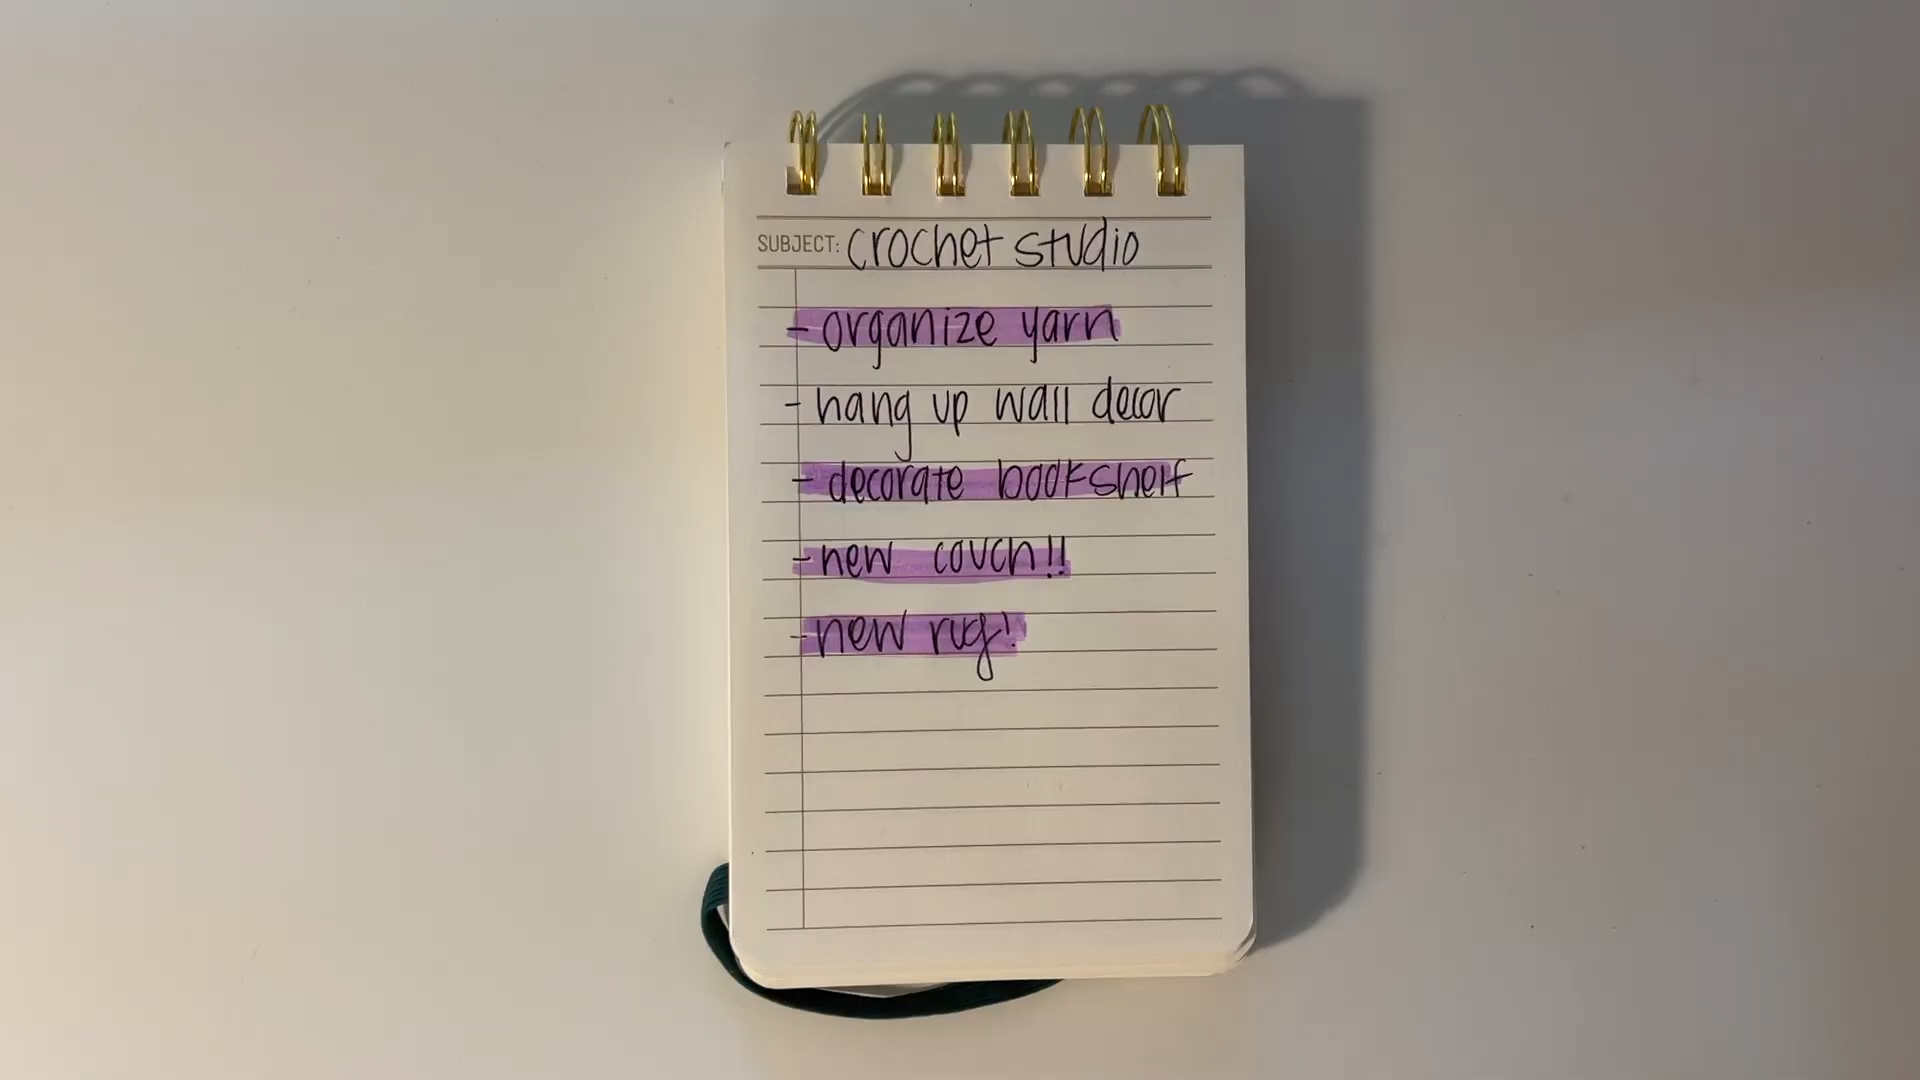 SUBJECT: crochet studio
- organize yarn
- hang up wall decor
- decorate bookshelf
- new couch!!
- new rug!